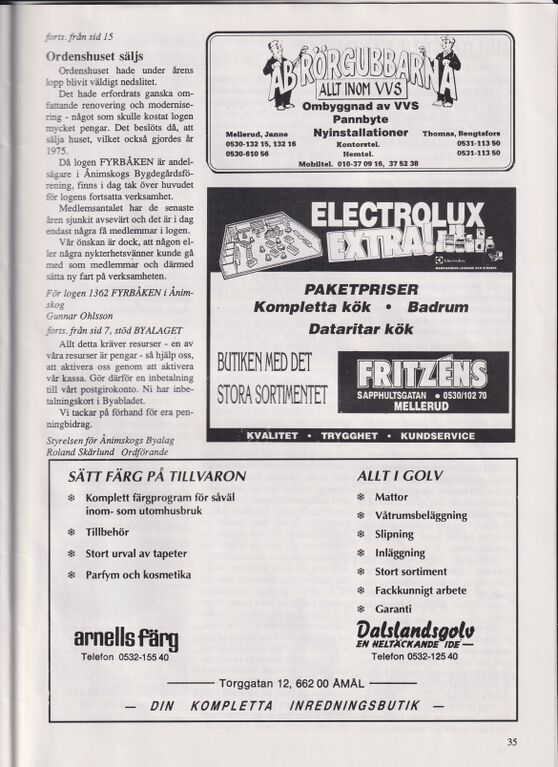 forts. från sid 15
Ordenshuset säljs
Ordenshuset hade under årens
lopp blivit väldigt nedslitet.
Det hade erfordrats ganska om-
fattande renovering och modernise-
ring - något som skulle kostat logen
mycket pengar. Det beslöts då, att
sälja huset, vilket också gjordes år
1975.
Då logen FYRBÅKEN är andel-
sägare i Ånimskogs Bygdegårdsfö-
rening, finns i dag tak över huvudet
för logens fortsatta verksamhet.
Medlemsantalet har de senaste
åren sjunkit avsevärt och det är i dag
endast några få medlemmar i logen.
Vår önskan är dock, att någon el-
ler några nykterhetsvänner kunde gå
med som medlemmar och därmed
sätta ny fart på verksamheten.
För logen 1362 FYRBÅKEN i Ånim-
skog
Gunnar Ohlsson
forts. från sid 7, stöd BYALAGET
Allt detta kräver resurser - en av
våra resurser är pengar - så hjälp oss,
att aktivera oss genom att aktivera
vår kassa. Gör därför en inbetalning
till vårt postgirokonto. Ni har inbe-
talningskort i Byabladet.
Vi tackar på förhand för era pen-
ningbidrag.
Styrelsen för Ånimskogs Byalag
Roland Skärlund Ordförande
AB RÖRGUBBARNA
ALLT INOM VVS
Ombyggnad av VVS
Pannbyte
Nyinstallationer
Mellerud, Janne
0530-132 15, 132 16
0530-610 56
Kontorstel.
Hemtel.
Thomas, Bengtsfors
0531-113 50
0531-113 50
Mobiltel. 010-37 09 16, 37 52 38
ELECTROLUX
EXTRA!
Electrolux
PAKETPRISER
Kompletta kök • Badrum
Dataritar kök
BUTIKEN MED DET
STORA SORTIMENTET
FRITZÉNS
SAPPHULTSGATAN • 0530/102 70
MELLERUD
KVALITET • TRYGGHET • KUNDSERVICE
SÄTT FÄRG PÅ TILLVARON
Komplett färgprogram för såväl
inom- som utomhusbruk
Tillbehör
Stort urval av tapeter
Parfym och kosmetika
arnells färg
Telefon 0532-155 40
ALLT I GOLV
Mattor
Våtrumsbeläggning
Slipning
Inläggning
Stort sortiment
Fackkunnigt arbete
Garanti
Dalslandsgolv
EN HELTÄCKANDE IDÉ
Telefon 0532-125 40
Torggatan 12, 662 00 ÅMÅL
— DIN KOMPLETTA INREDNINGSBUTIK —
35